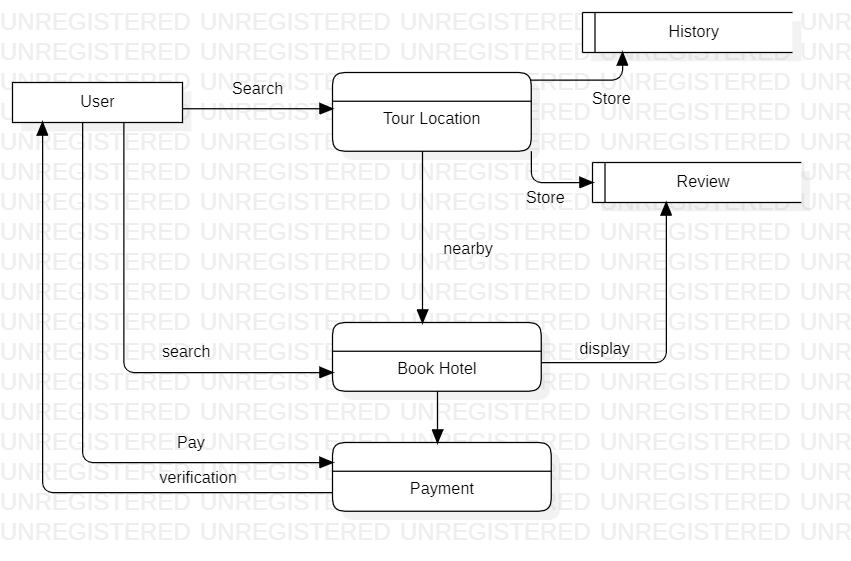 UNREGISTERED UNREGISTERED UNREGISTERED UNREGISTERED UNR
History
User
Search
Store
Tour Location
Review
Store
nearby
search
display
Book Hotel
Pay
verification
Payment